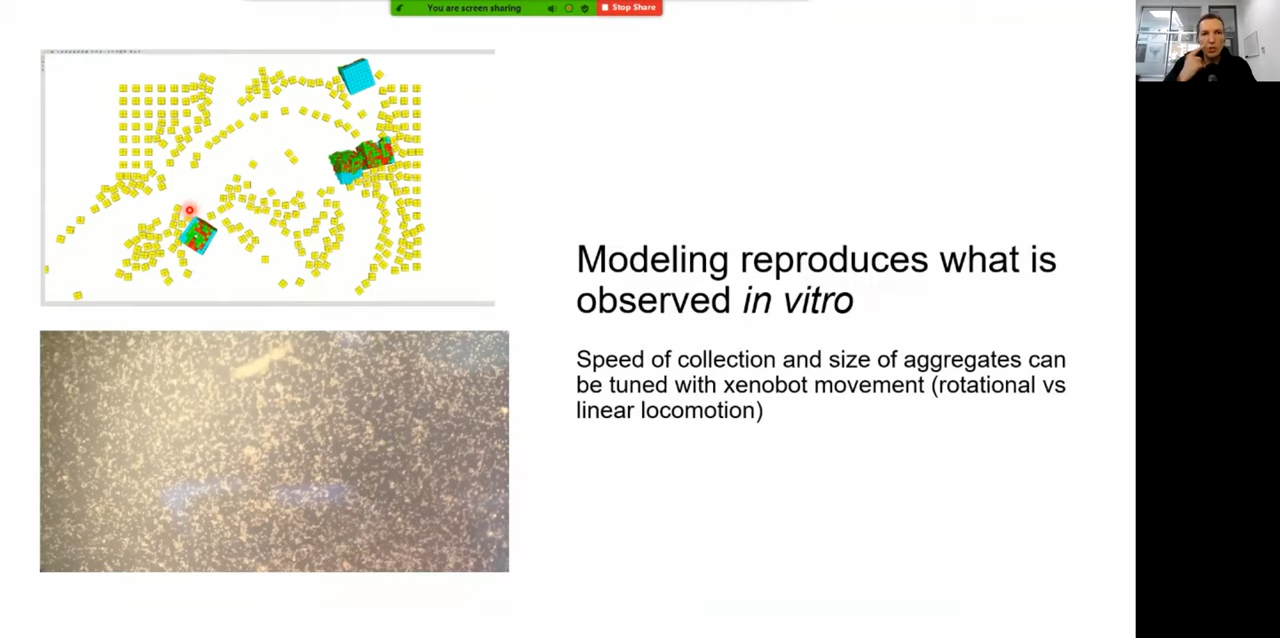 You are screen sharing
Stop Share
Modeling reproduces what is
observed in vitro
Speed of collection and size of aggregates can
be tuned with xenobot movement (rotational vs
linear locomotion)